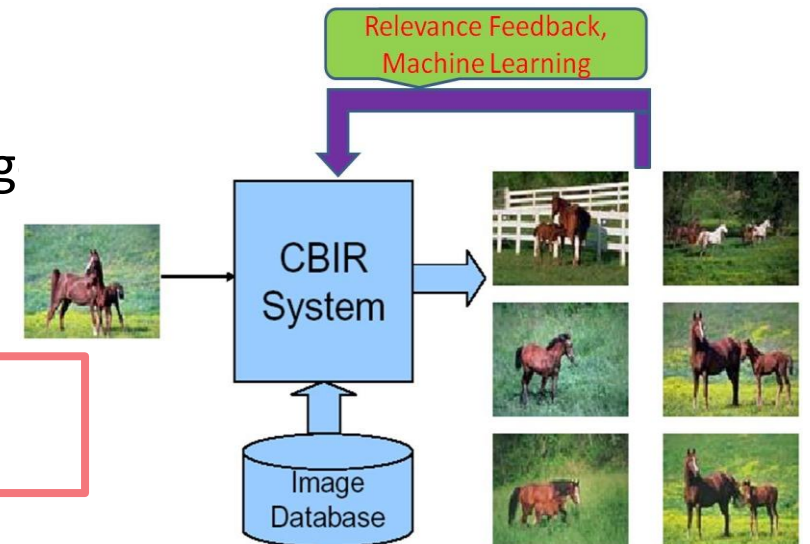 Relevance Feedback,
Machine Learning
g
CBIR
System
Image
Database